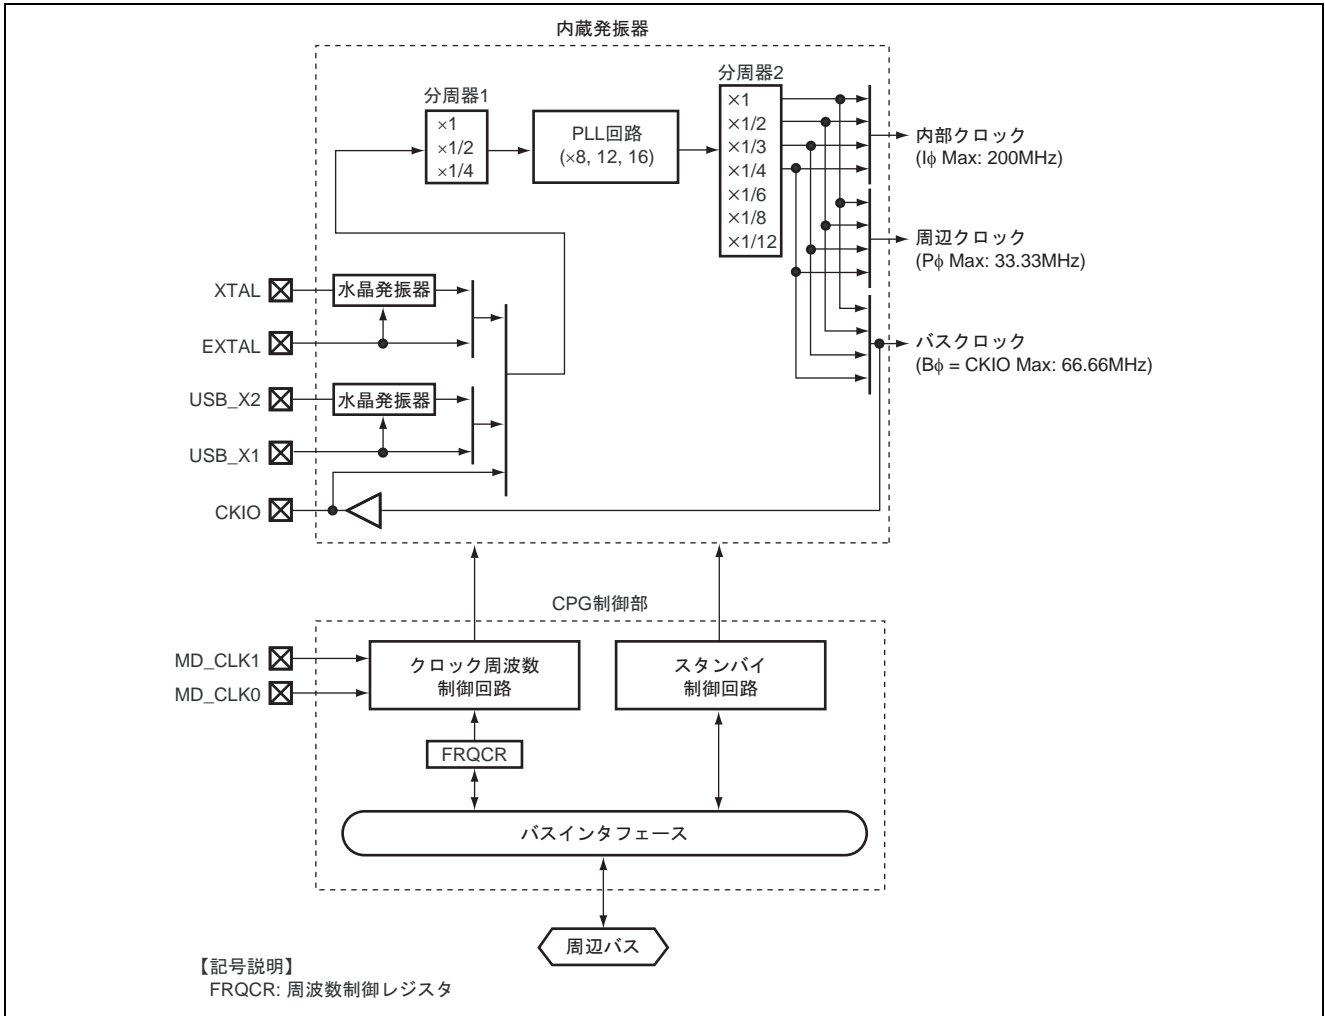 内蔵発振器
分周器1
×1
×1/2
×1/4
PLL回路
(×8, 12, 16)
分周器2
×1
×1/2
×1/3
×1/4
×1/6
×1/8
×1/12
内部クロック
(Iφ Max: 200MHz)
周辺クロック
(Pφ Max: 33.33MHz)
バスクロック
(Bφ = CKIO Max: 66.66MHz)
XTAL
水晶発振器
EXTAL
USB_X2
水晶発振器
USB_X1
CKIO
CPG制御部
MD_CLK1
MD_CLK0
クロック周波数
制御回路
スタンバイ
制御回路
FRQCR
バスインタフェース
周辺バス
【記号説明】
FRQCR: 周波数制御レジスタ